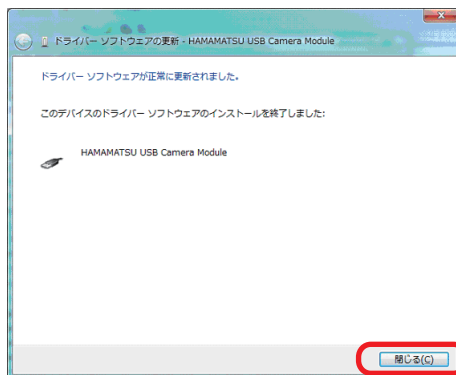 ドライバー ソフトウェアの更新 - HAMAMATSU USB Camera Module
ドライバー ソフトウェアが正常に更新されました。
このデバイスのドライバー ソフトウェアのインストールを終了しました:
HAMAMATSU USB Camera Module
閉じる(C)